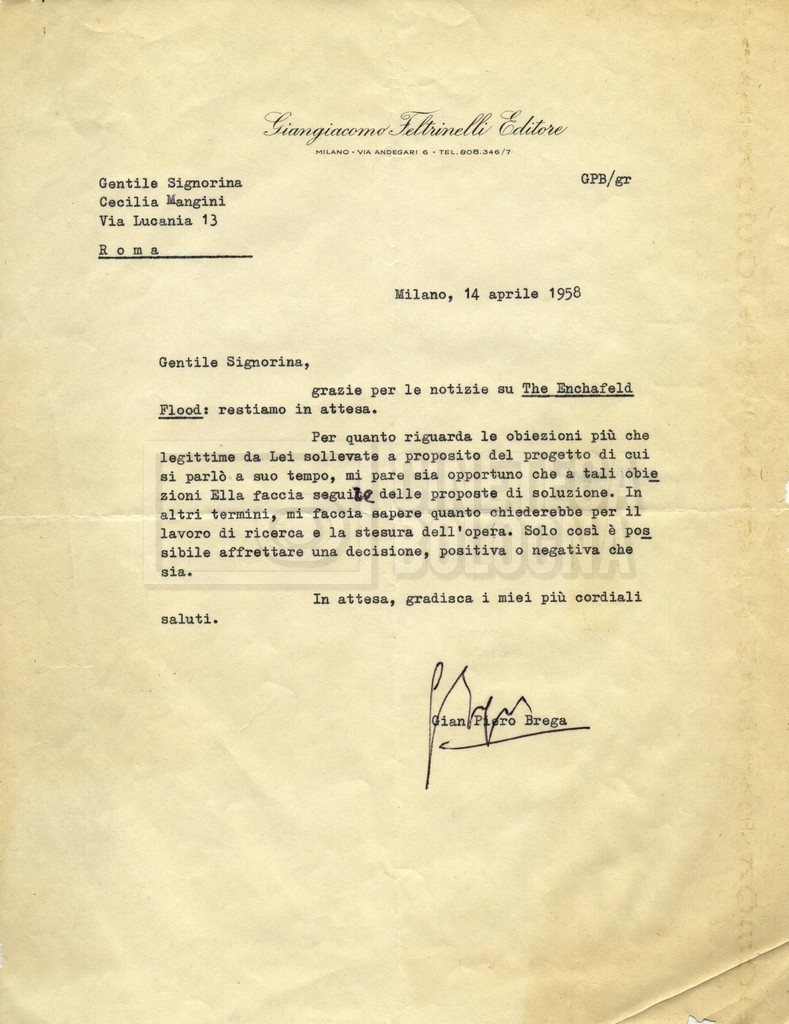 Giangiacomo Feltrinelli Editore
MILANO - VIA ANDEGARI 6 - TEL. 808.346/7
Gentile Signorina
Cecilia Mangini
Via Lucania 13
R o m a
GPB/gr
Milano, 14 aprile 1958
Gentile Signorina,
grazie per le notizie su The Enchafeld
Flood: restiamo in attesa.
Per quanto riguarda le obiezioni più che
legittime da Lei sollevate a proposito del progetto di cui
si parlò a suo tempo, mi pare sia opportuno che a tali obie
zioni Ella faccia seguire delle proposte di soluzione. In
altri termini, mi faccia sapere quanto chiederebbe per il
lavoro di ricerca e la stesura dell'opera. Solo così è pos
sibile affrettare una decisione, positiva o negativa che
sia.
In attesa, gradisca i miei più cordiali
saluti.
Gian Piero Brega
BOLOGNA